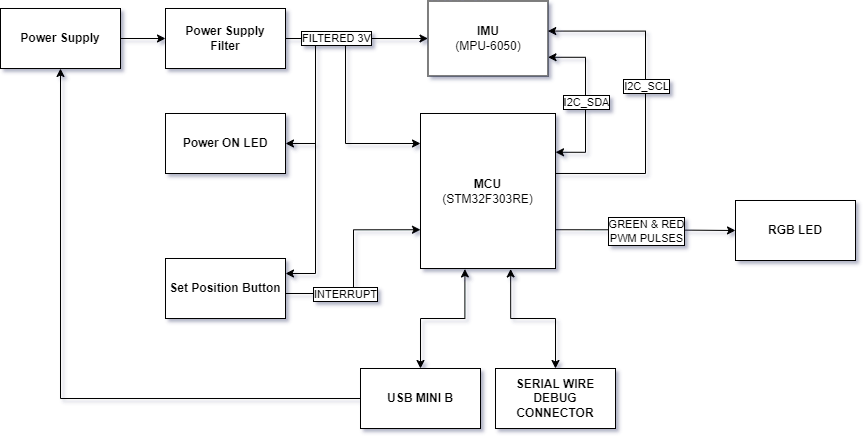 Power Supply
Power Supply
Filter
FILTERED 3V
IMU
(MPU-6050)
I2C_SCL
I2C_SDA
Power ON LED
MCU
(STM32F303RE)
GREEN & RED
PWM PULSES
RGB LED
Set Position Button
INTERRUPT
USB MINI B
SERIAL WIRE
DEBUG
CONNECTOR